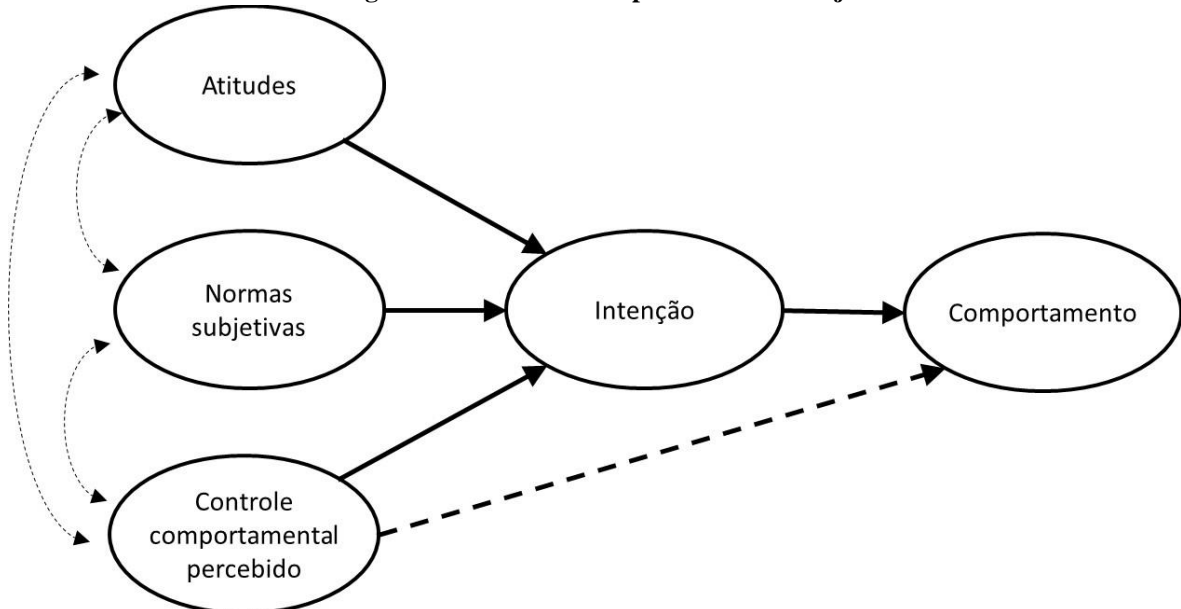 Atitudes
Normas
subjetivas
Intenção
Comportamento
Controle
comportamental
percebido